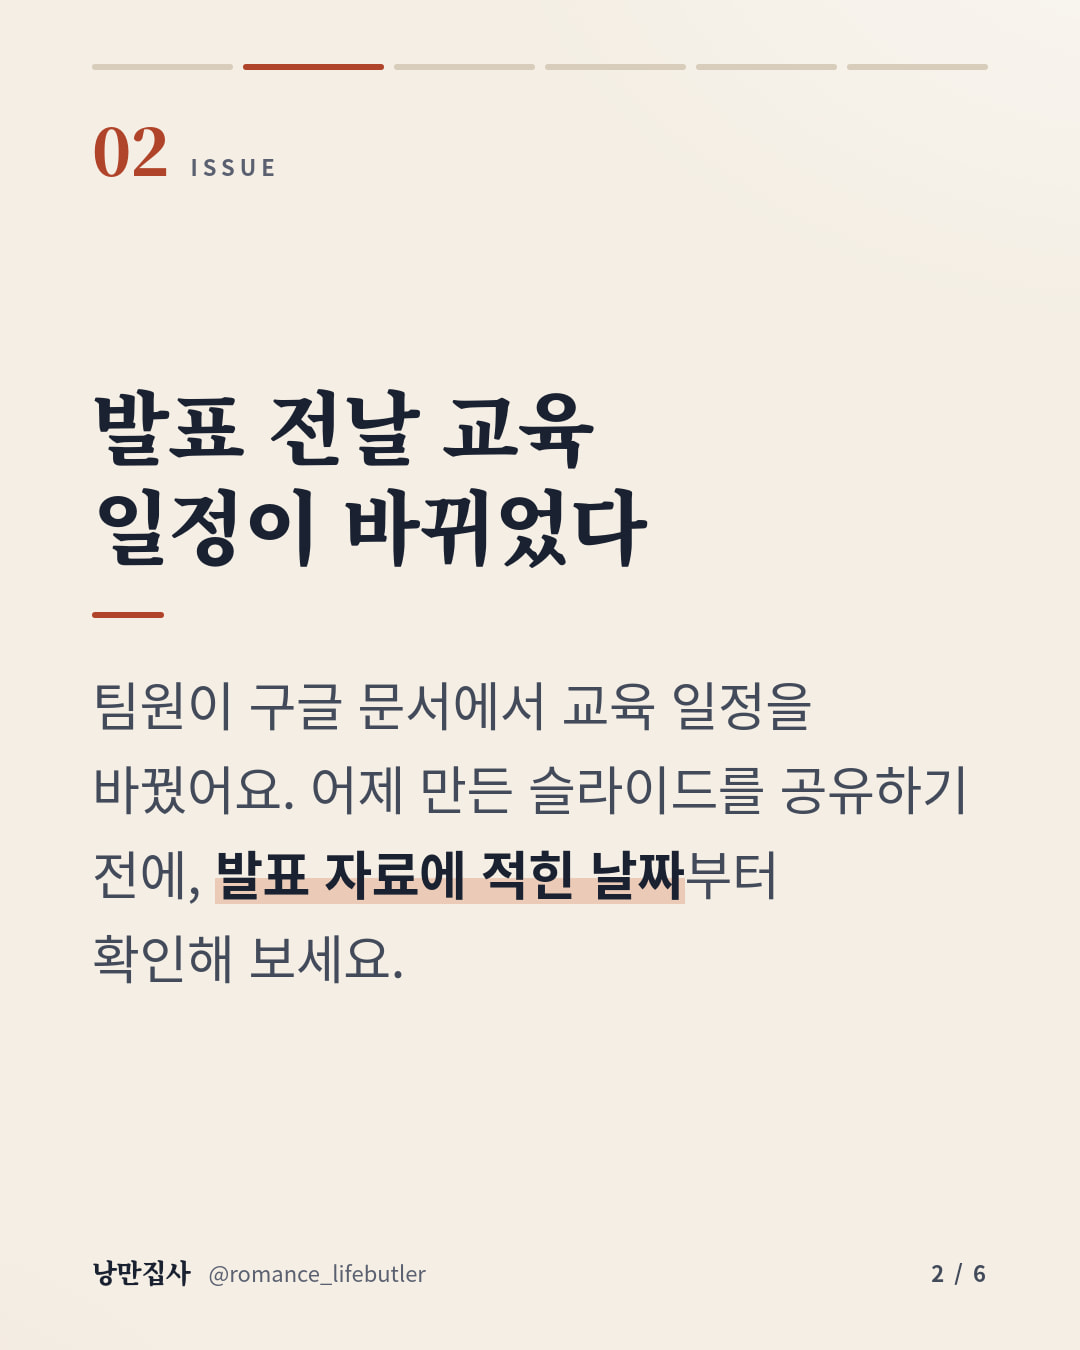 02 ISSUE
발표 전날 교육
일정이 바뀌었다
팀원이 구글 문서에서 교육 일정을
바꿨어요. 어제 만든 슬라이드를 공유하기
전에, 발표 자료에 적힌 날짜부터
확인해 보세요.
낭만집사 @romance_lifebutler 2 / 6